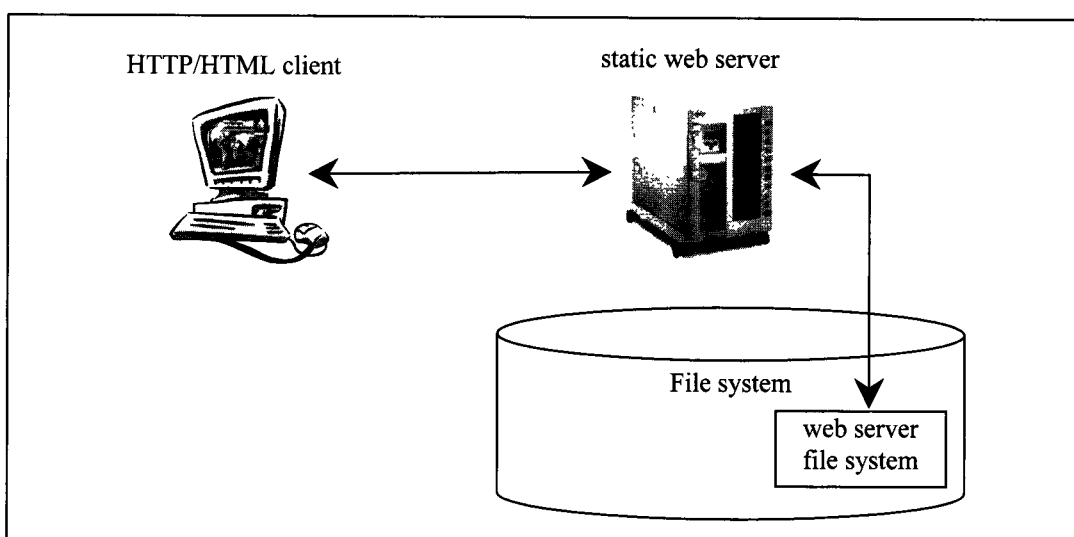 HTTP/HTML client
static web server
File system
web server
file system